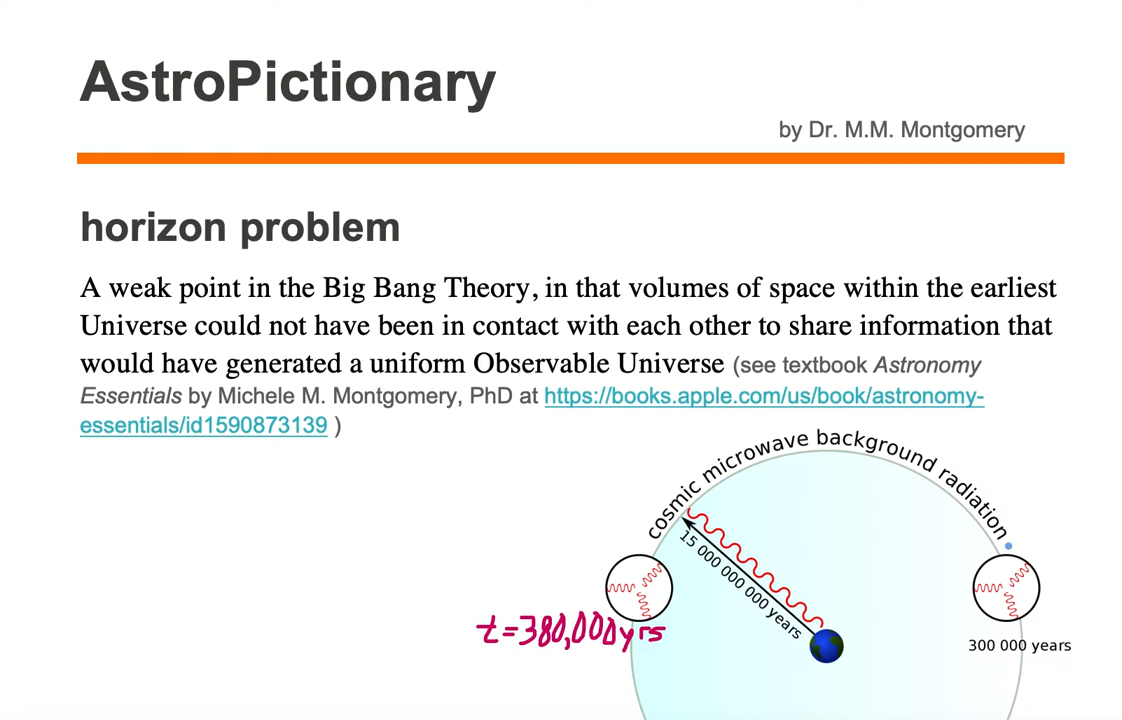 AstroPictionary
by Dr. M.M. Montgomery
horizon problem
A weak point in the Big Bang Theory, in that volumes of space within the earliest
Universe could not have been in contact with each other to share information that
would have generated a uniform Observable Universe (see textbook Astronomy
Essentials by Michele M. Montgomery, PhD at https://books.apple.com/us/book/astronomy-
essentials/id1590873139 )
cosmic microwave background radiation
15 000 000 000 years
t=380,000yrs
300 000 years